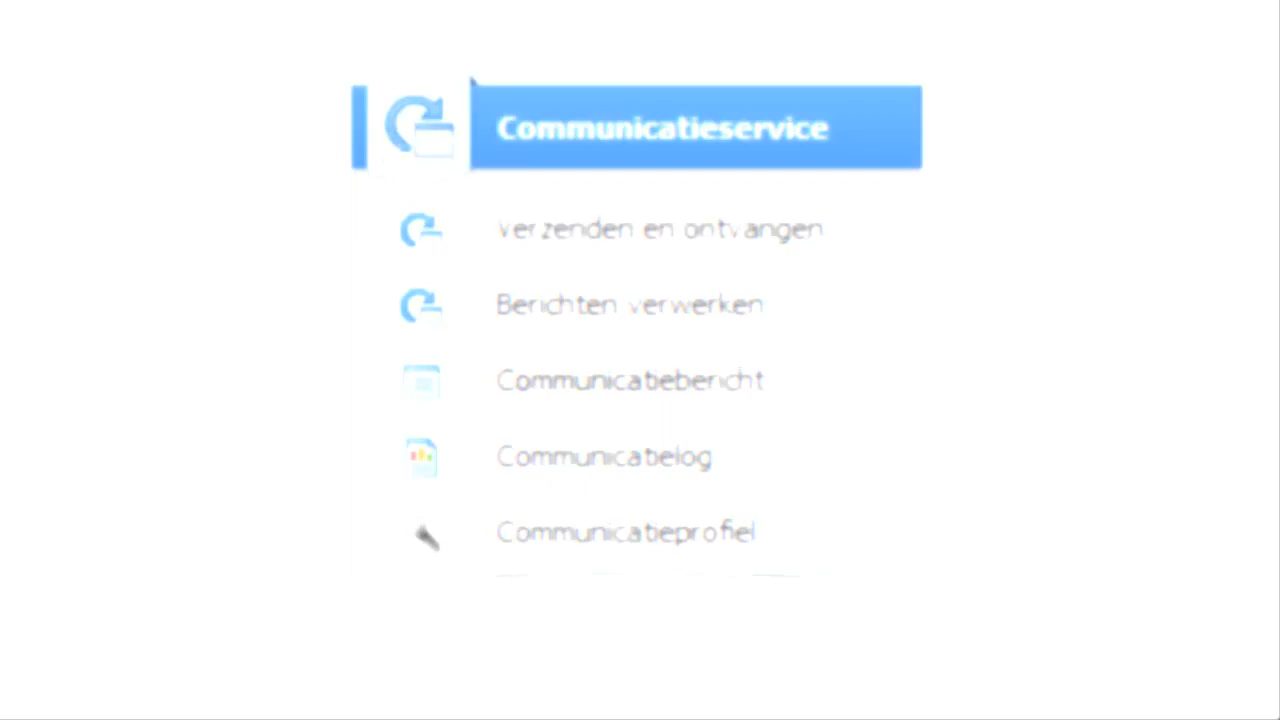 Communicatieservice
Verzenden en ontvangen
Berichten verwerken
Communicatiebericht
Communicatielog
Communicatieprofiel